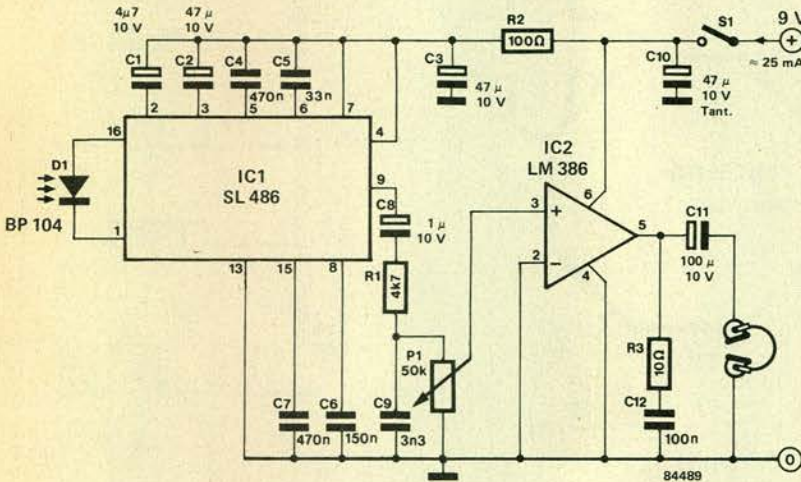 4µ7
10 V
47 µ
10 V
C1
C2
C4
470n
C5
33n
2
3
5
6
7
4
16
1
D1
BP 104
IC1
SL 486
9
C8
1 µ
10 V
R1
4k7
13
15
8
C7
470n
C6
150n
C9
3n3
P1
50k
C3
47 µ
10 V
R2
100Ω
C10
47 µ
10 V
Tant.
S1
9 V
+
≈ 25 mA
IC2
LM 386
3
+
2
−
6
5
4
C11
100 µ
10 V
R3
10Ω
C12
100n
84489
0